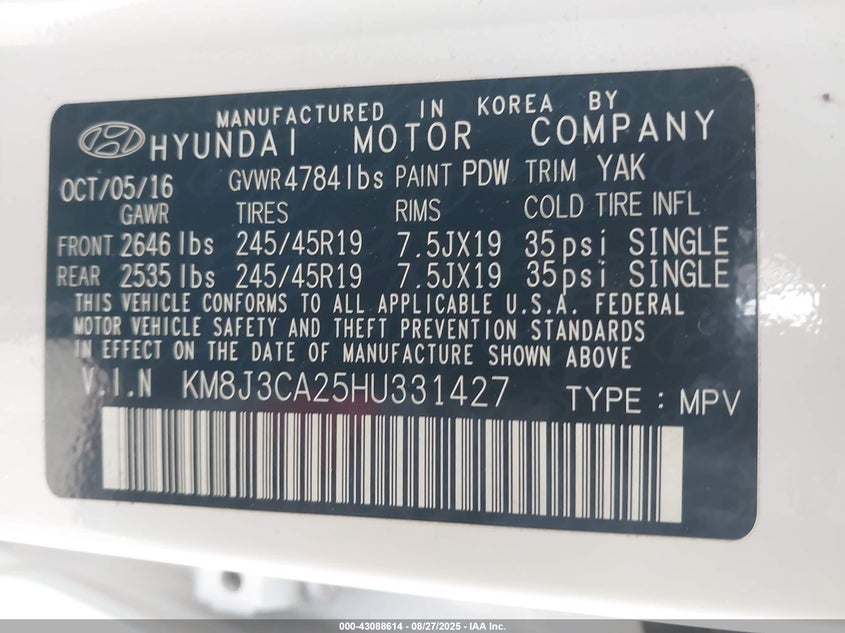 MANUFACTURED IN KOREA BY
HYUNDAI MOTOR COMPANY
OCT/05/16 GVWR 4784 lbs PAINT PDW TRIM YAK
GAWR TIRES RIMS COLD TIRE INFL
FRONT 2646 lbs 245/45R19 7.5JX19 35psi SINGLE
REAR 2535 lbs 245/45R19 7.5JX19 35psi SINGLE
THIS VEHICLE CONFORMS TO ALL APPLICABLE U.S.A. FEDERAL
MOTOR VEHICLE SAFETY AND THEFT PREVENTION STANDARDS
IN EFFECT ON THE DATE OF MANUFACTURE SHOWN ABOVE
V.I.N KM8J3CA25HU331427 TYPE : MPV
000-43088614 - 08/27/2025 - IAA Inc.